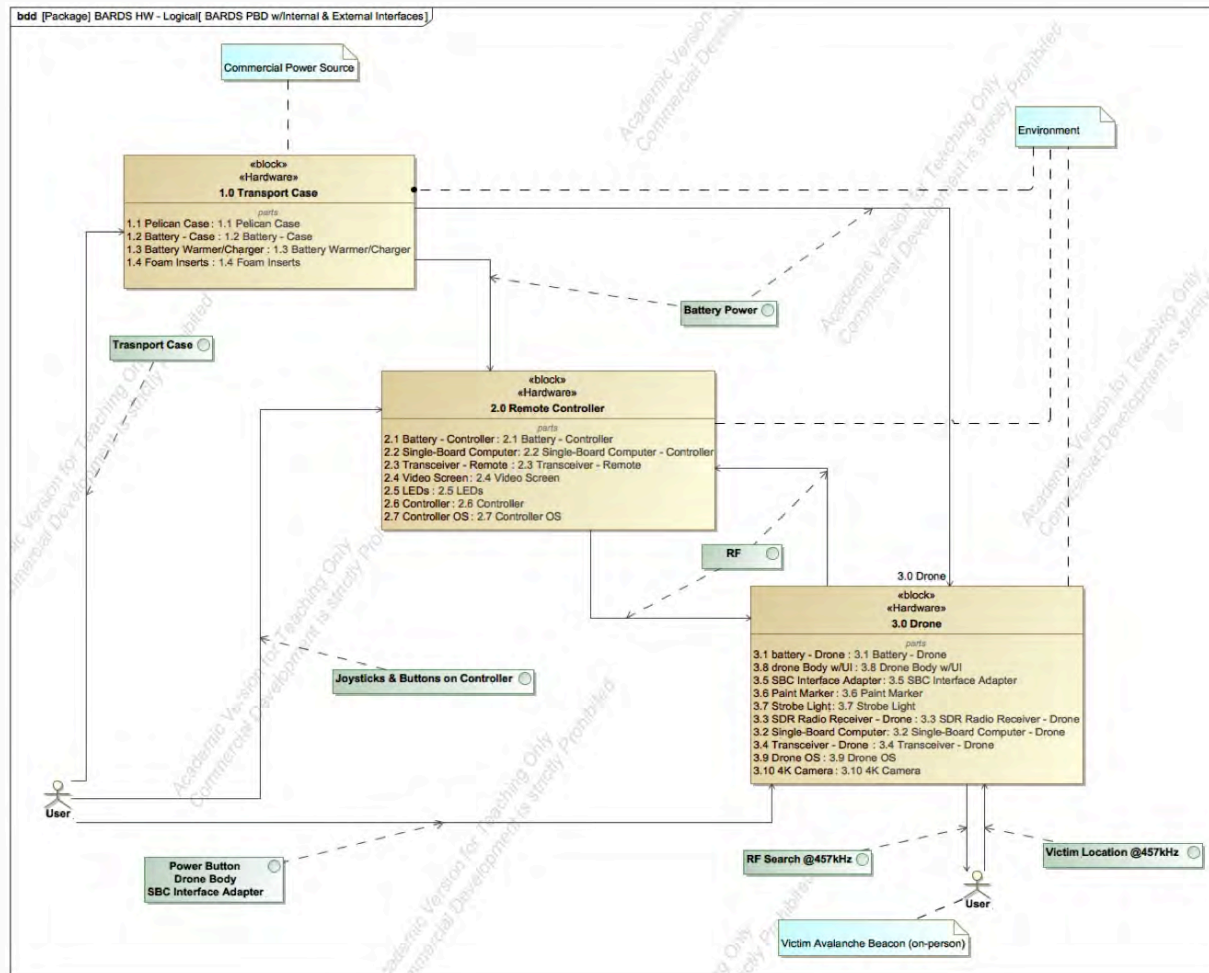 bdd [Package] BARDS HW - Logical[ BARDS PBD w/Internal & External Interfaces]
Commercial Power Source
Environment
«block»
«Hardware»
1.0 Transport Case
parts
1.1 Pelican Case : 1.1 Pelican Case
1.2 Battery - Case : 1.2 Battery - Case
1.3 Battery Warmer/Charger : 1.3 Battery Warmer/Charger
1.4 Foam Inserts : 1.4 Foam Inserts
Battery Power
Trasnport Case
«block»
«Hardware»
2.0 Remote Controller
parts
2.1 Battery - Controller : 2.1 Battery - Controller
2.2 Single-Board Computer : 2.2 Single-Board Computer - Controller
2.3 Transceiver - Remote : 2.3 Transceiver - Remote
2.4 Video Screen : 2.4 Video Screen
2.5 LEDs : 2.5 LEDs
2.6 Controller : 2.6 Controller
2.7 Controller OS : 2.7 Controller OS
RF
3.0 Drone
«block»
«Hardware»
3.0 Drone
parts
3.1 battery - Drone : 3.1 Battery - Drone
3.8 drone Body w/UI : 3.8 Drone Body w/UI
3.5 SBC Interface Adapter : 3.5 SBC Interface Adapter
3.6 Paint Marker : 3.6 Paint Marker
3.7 Strobe Light : 3.7 Strobe Light
3.3 SDR Radio Receiver - Drone : 3.3 SDR Radio Receiver - Drone
3.2 Single-Board Computer : 3.2 Single-Board Computer - Drone
3.4 Transceiver - Drone : 3.4 Transceiver - Drone
3.9 Drone OS : 3.9 Drone OS
3.10 4K Camera : 3.10 4K Camera
Joysticks & Buttons on Controller
User
Power Button
Drone Body
SBC Interface Adapter
RF Search @457kHz
Victim Location @457kHz
User
Victim Avalanche Beacon (on-person)
Academic Version for Teaching Only
Commercial Development is strictly Prohibited